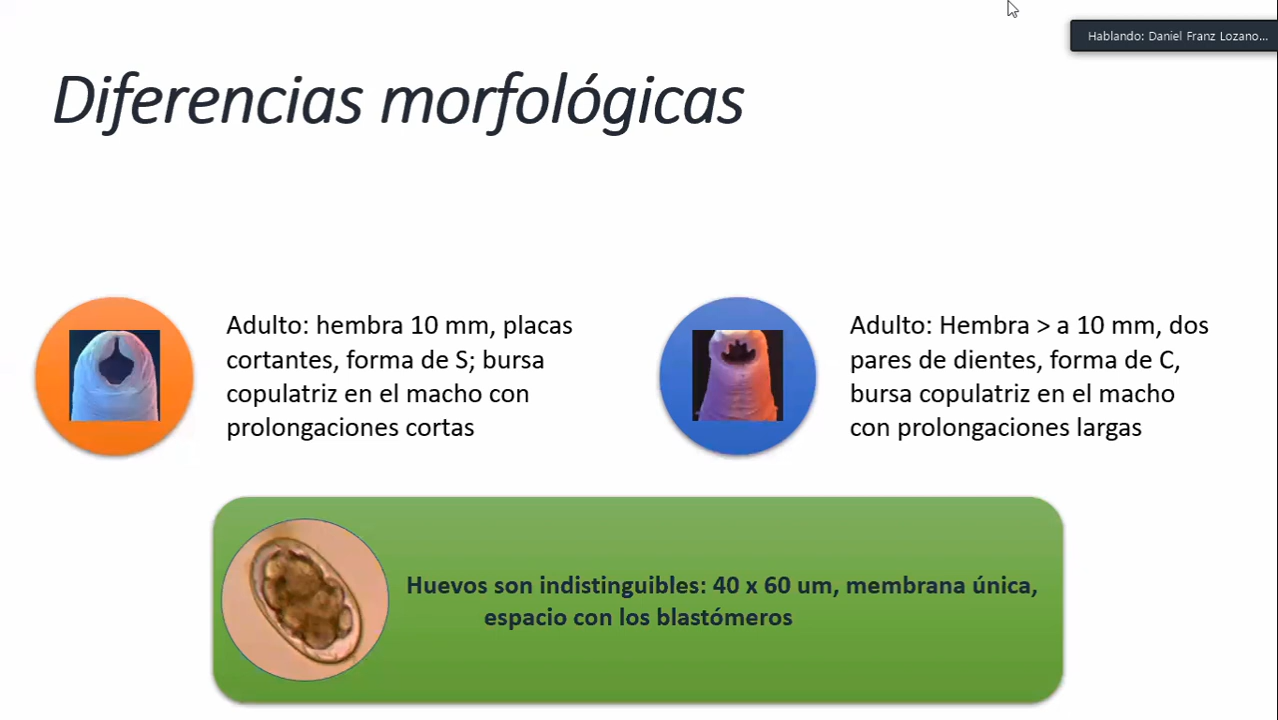 Hablando: Daniel Franz Lozano...
Diferencias morfológicas
Adulto: hembra 10 mm, placas
cortantes, forma de S; bursa
copulatriz en el macho con
prolongaciones cortas
Adulto: Hembra > a 10 mm, dos
pares de dientes, forma de C,
bursa copulatriz en el macho
con prolongaciones largas
Huevos son indistinguibles: 40 x 60 um, membrana única,
espacio con los blastómeros